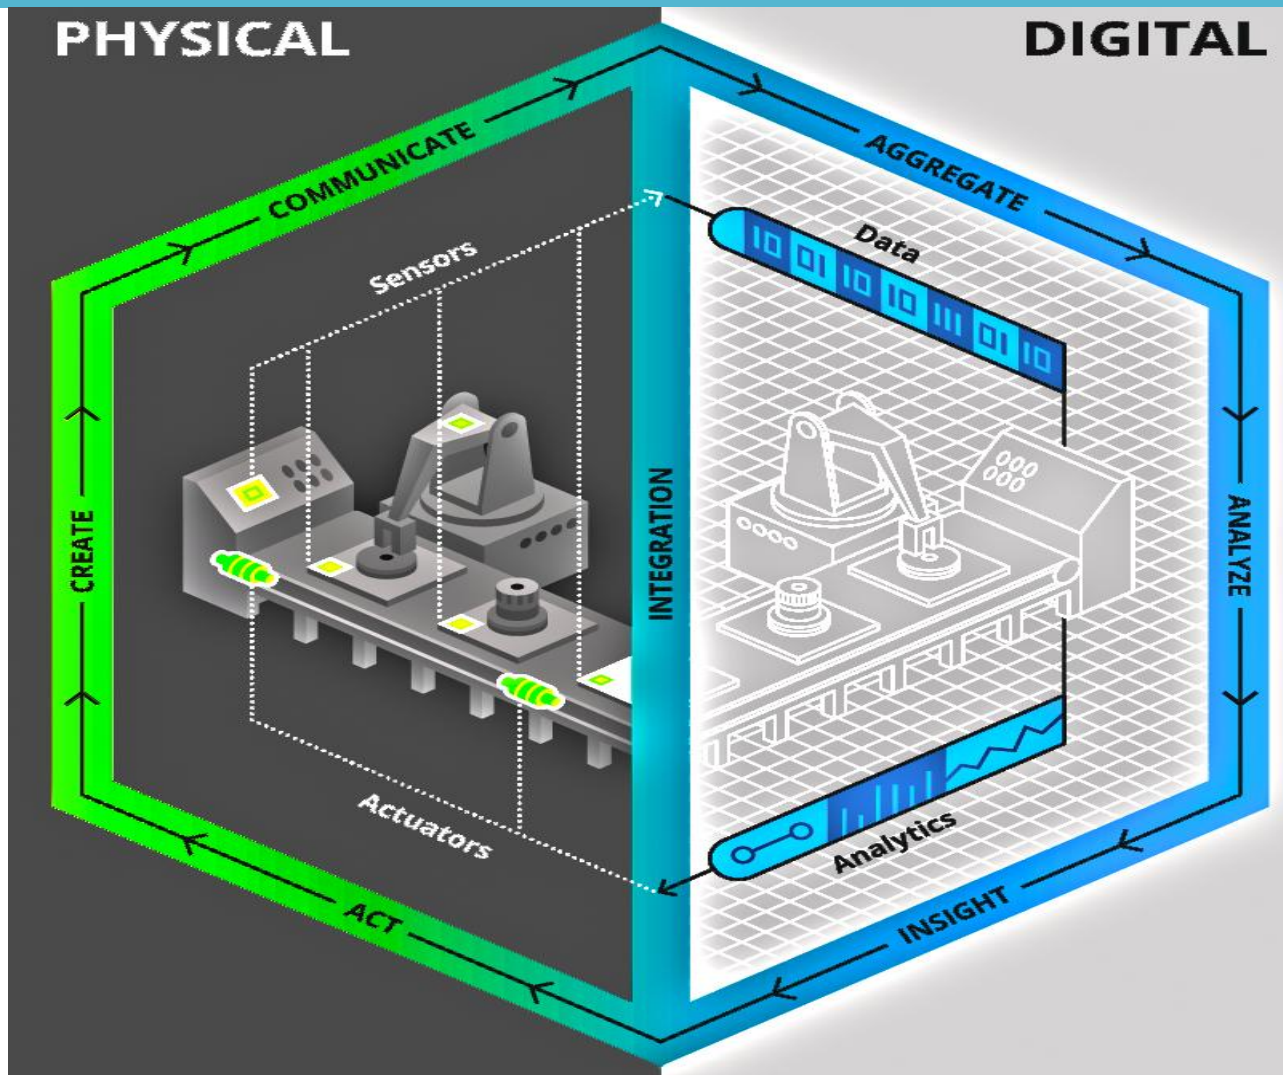 PHYSICAL
DIGITAL
COMMUNICATE
AGGREGATE
Sensors
Data
10 01 10 10 111 01 10
CREATE
INTEGRATION
ANALYZE
Actuators
Analytics
ACT
INSIGHT